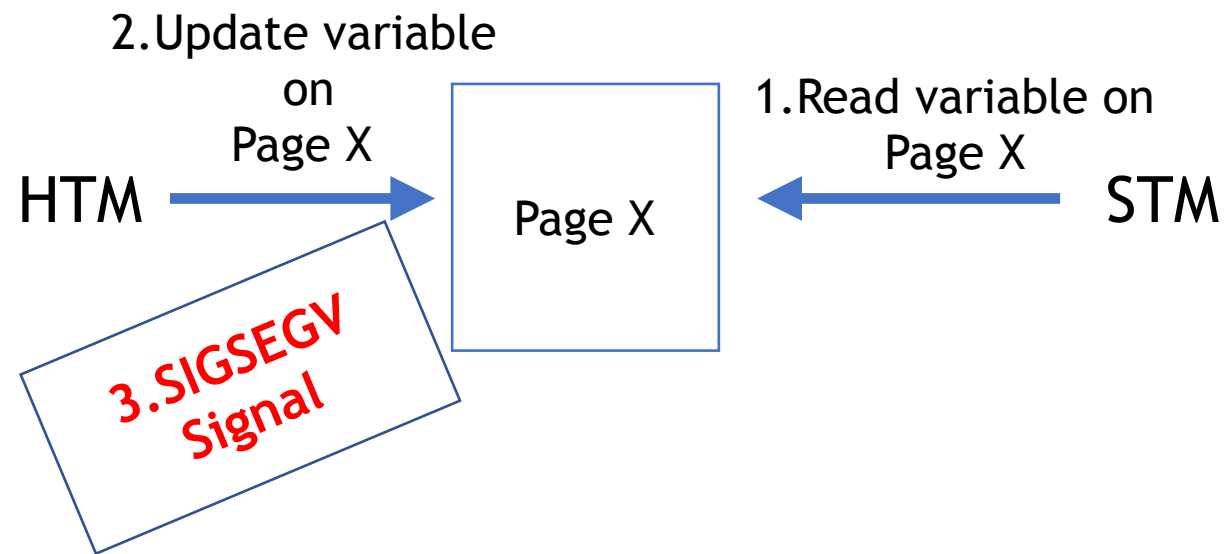 2.Update variable
on
Page X
HTM
3.SIGSEGV
Signal
Page X
1.Read variable on
Page X
STM